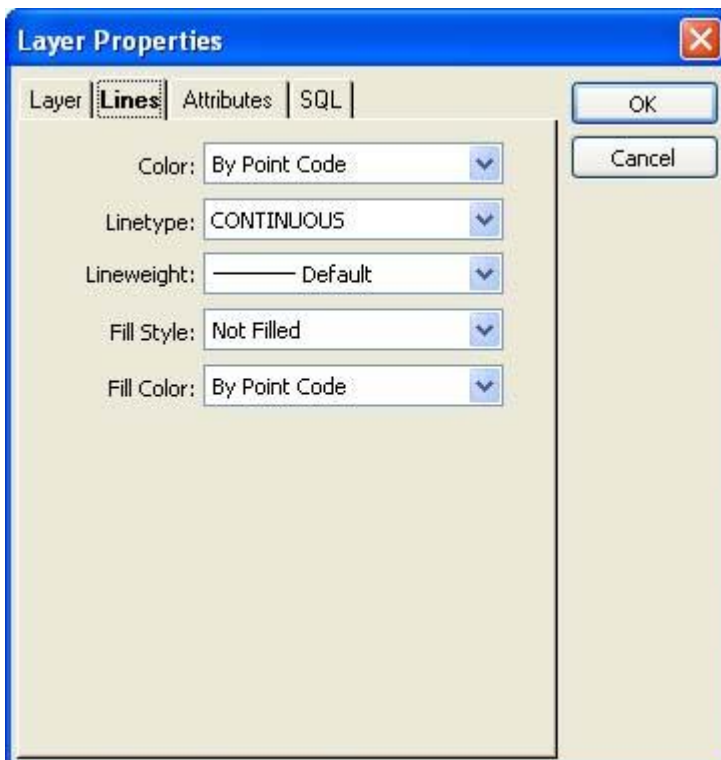 Layer Properties
Layer Lines Attributes SQL
OK
Cancel
Color: By Point Code
Linetype: CONTINUOUS
Lineweight: Default
Fill Style: Not Filled
Fill Color: By Point Code